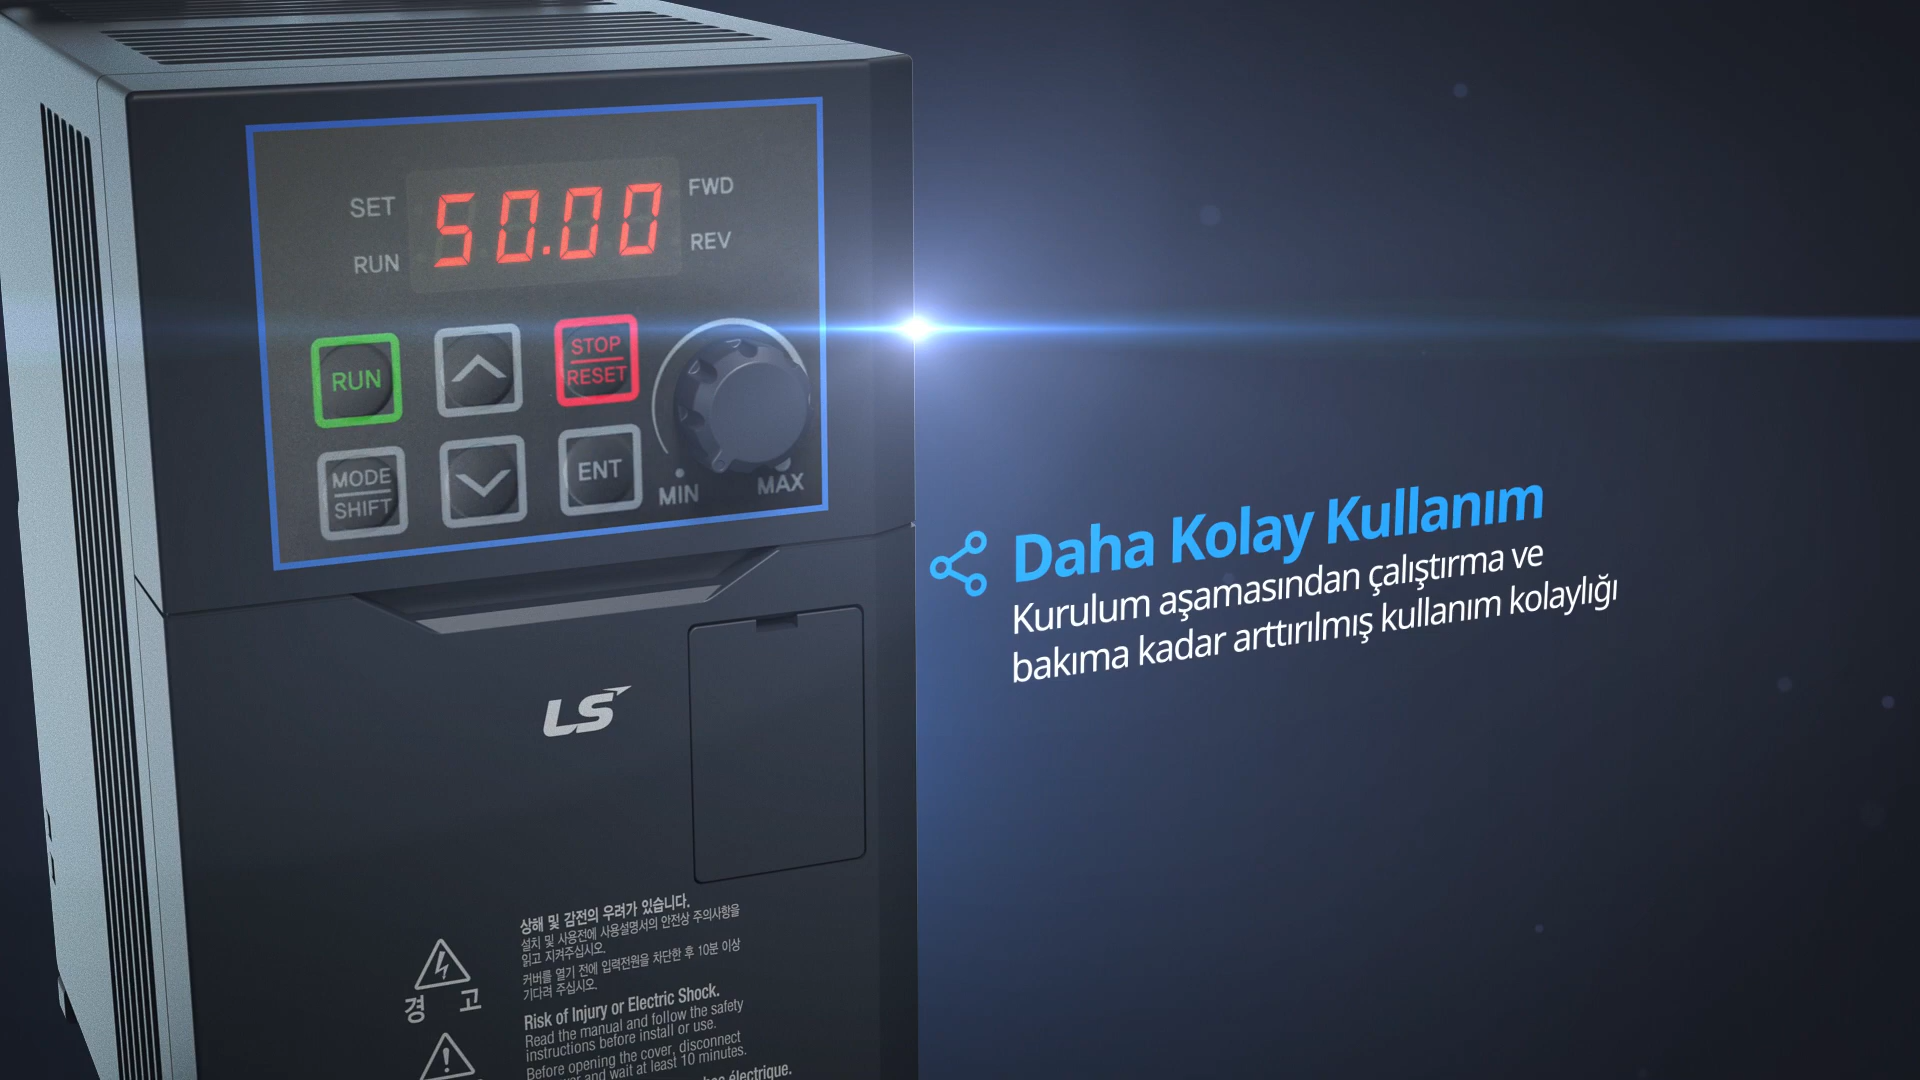 SET
50.00
FWD
RUN
REV
RUN
STOP
RESET
MODE
SHIFT
ENT
MIN
MAX
Daha Kolay Kullanım
Kurulum aşamasından çalıştırma ve
bakıma kadar arttırılmış kullanım kolaylığı
LS
상해 및 감전의 우려가 있습니다.
설치 및 사용전에 사용설명서의 안전상 주의사항을
읽고 지켜주십시오.
커버를 열기 전에 입력전원을 차단한 후 10분 이상
기다려 주십시오.
경 고
Risk of Injury or Electric Shock.
Read the manual and follow the safety
instructions before install or use.
Before opening the cover, disconnect
and wait at least 10 minutes.
électrique.